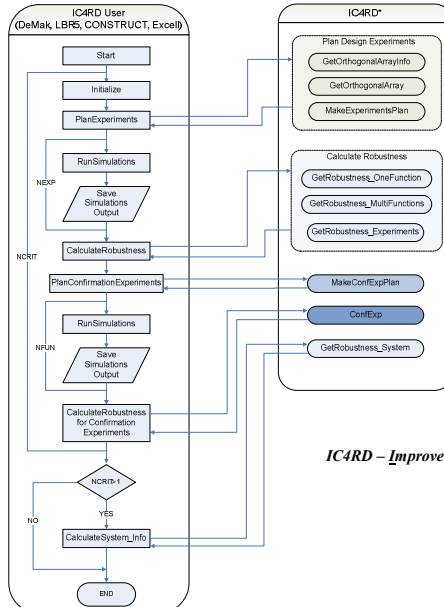 IC4RD User
(DeMak, LBR5, CONSTRUCT, Excell)
Start
Initialize
PlanExperiments
RunSimulations
NEXP
Save
Simulations
Output
CalculateRobustness
NCRIT
PlanConfirmationExperiments
RunSimulations
NFUN
Save
Simulations
Output
CalculateRobustness
for Confirmation
Experiments
NCRIT>1
NO
YES
CalculateSystem_Info
END
IC4RD*
Plan Design Experiments
GetOrthogonalArrayInfo
GetOrthogonalArray
MakeExperimentsPlan
Calculate Robustness
GetRobustness_OneFunction
GetRobustness_MultiFunctions
GetRobustness_Experiments
MakeConfExpPlan
ConfExp
GetRobustness_System
IC4RD – Improve